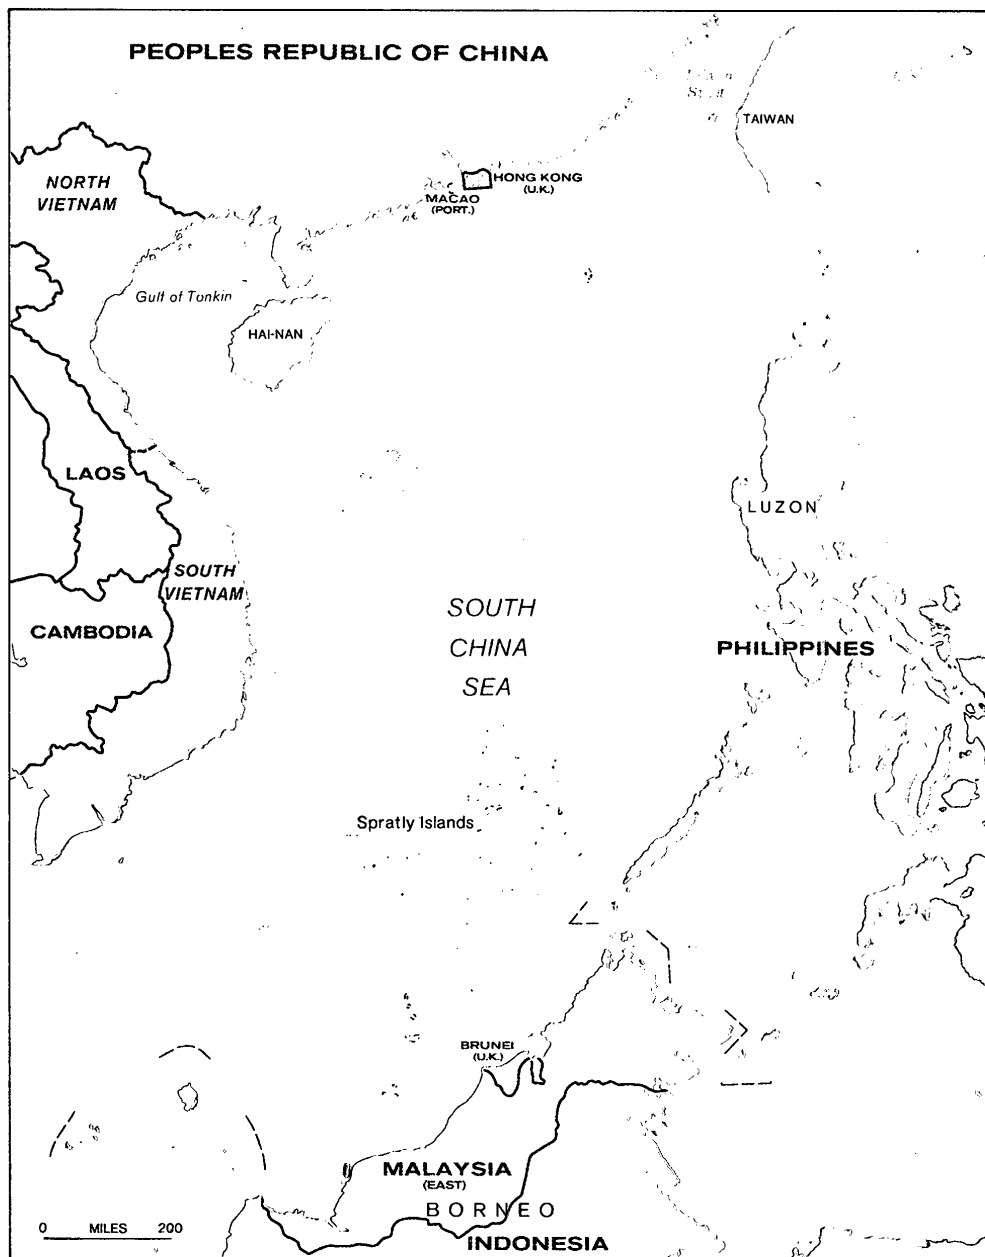 PEOPLES REPUBLIC OF CHINA
TAIWAN
HONG KONG
(U.K.)
MACAO
(PORT.)
NORTH
VIETNAM
Gulf of Tonkin
HAI-NAN
LAOS
LUZON
SOUTH
VIETNAM
CAMBODIA
SOUTH
CHINA
SEA
PHILIPPINES
Spratly Islands
BRUNEI
(U.K.)
MALAYSIA
(EAST)
BORNEO
INDONESIA
0 MILES 200